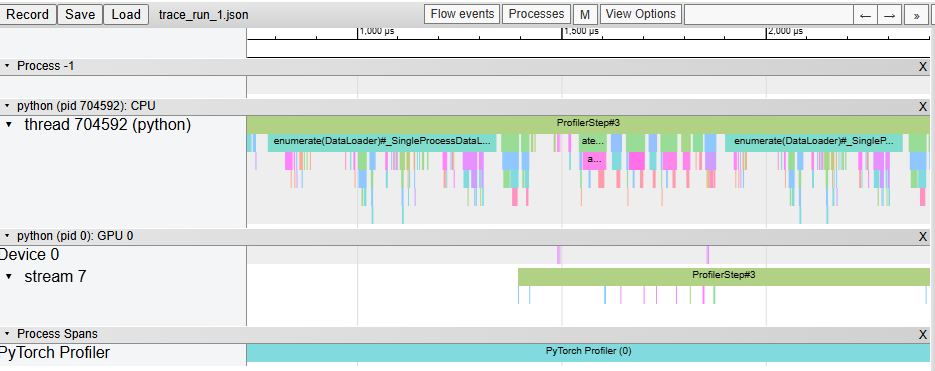 Record Save Load trace_run_1.json Flow events Processes M View Options ← → »
1,000 µs 1,500 µs 2,000 µs
Process -1 X
python (pid 704592): CPU X
thread 704592 (python) ProfilerStep#3
enumerate(DataLoader)#_SingleProcessDataL... ate... enumerate(DataLoader)#_SingleP...
a...
python (pid 0): GPU 0 X
Device 0
stream 7 ProfilerStep#3
Process Spans X
PyTorch Profiler PyTorch Profiler (0)